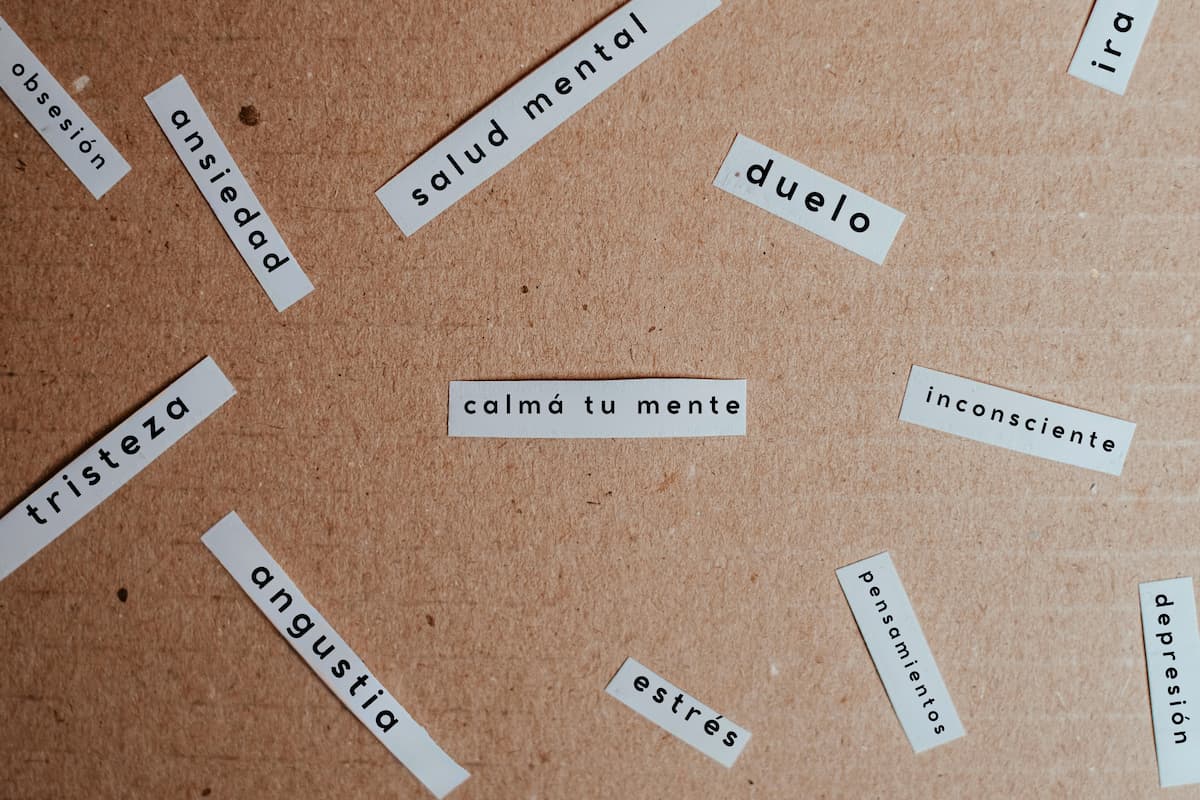 obsesión
ansiedad
salud mental
duelo
ira
tristeza
calmá tu mente
inconsciente
angustia
estrés
pensamientos
depresión